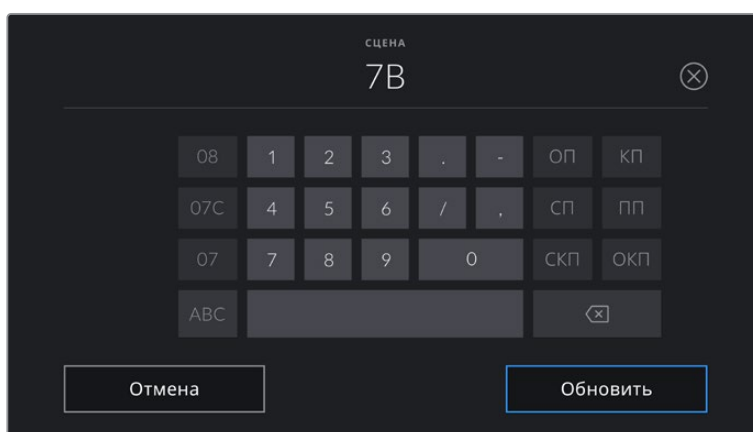 СЦЕНА
7B
08 1 2 3 . - ОП КП
07C 4 5 6 / , СП ПП
07 7 8 9 0 СКП ОКП
ABC
Отмена Обновить